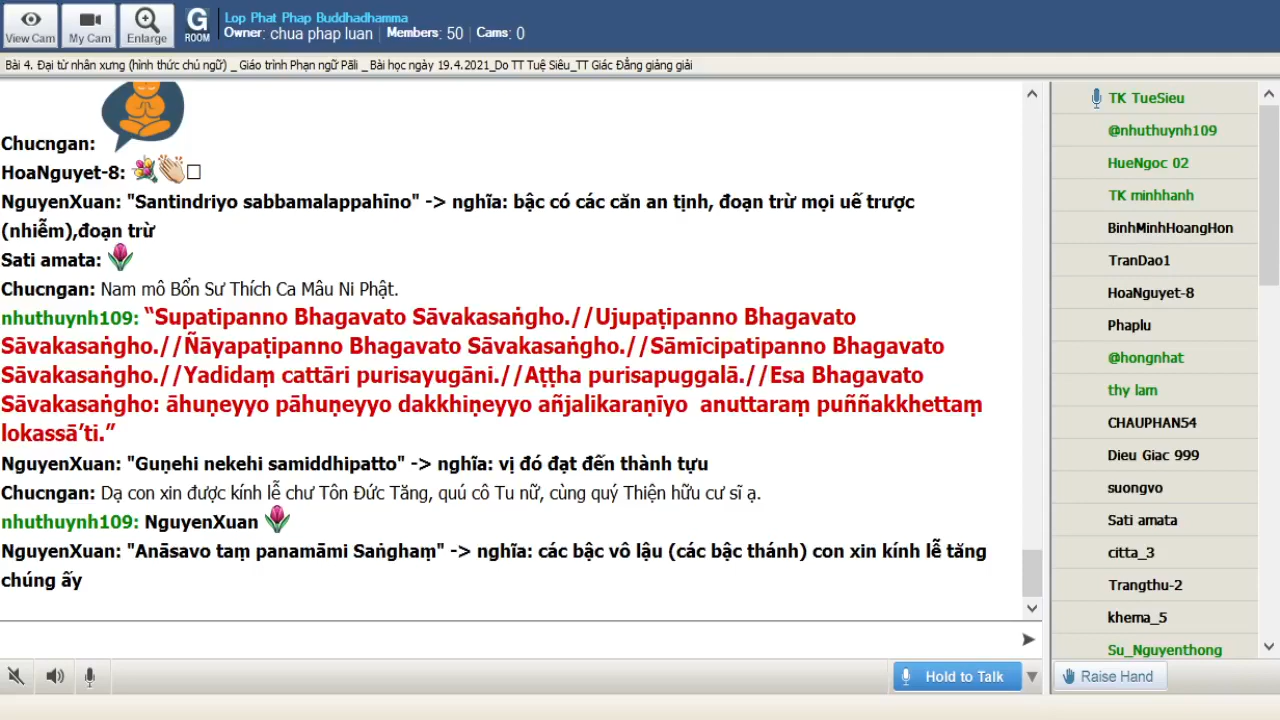 View Cam
My Cam
Enlarge
G
ROOM
Lop Phat Phap Buddhadhamma
Owner: chua phap luan Members: 50 Cams: 0
Bài 4. Đại từ nhân xưng (hình thức chủ ngữ) _ Giáo trình Phạn ngữ Pāli _ Bài học ngày 19.4.2021_Do TT Tuệ Siêu_TT Giác Đẳng giảng giải
Chucngan:
HoaNguyet-8:
NguyenXuan: "Santindriyo sabbamalappahīno" -> nghĩa: bậc có các căn an tịnh, đoạn trừ mọi uế trược
(nhiễm),đoạn trừ
Sati amata:
Chucngan: Nam mô Bổn Sư Thích Ca Mâu Ni Phật.
nhuthuynh109: “Supatipanno Bhagavato Sāvakasaṅgho.//Ujupaṭipanno Bhagavato
Sāvakasaṅgho.//Ñāyapaṭipanno Bhagavato Sāvakasaṅgho.//Sāmīcipatipanno Bhagavato
Sāvakasaṅgho.//Yadidaṃ cattāri purisayugāni.//Aṭṭha purisapuggalā.//Esa Bhagavato
Sāvakasaṅgho: āhuṇeyyo pāhuṇeyyo dakkhiṇeyyo añjalikaraṇīyo anuttaraṃ puññakkhettaṃ
lokassā’ti.”
NguyenXuan: "Guṇehi nekehi samiddhipatto" -> nghĩa: vị đó đạt đến thành tựu
Chucngan: Dạ con xin được kính lễ chư Tôn Đức Tăng, quú cô Tu nữ, cùng quý Thiện hữu cư sĩ ạ.
nhuthuynh109: NguyenXuan
NguyenXuan: "Anāsavo taṃ panamāmi Saṅghaṃ" -> nghĩa: các bậc vô lậu (các bậc thánh) con xin kính lễ tăng
chúng ấy
TK TueSieu
@nhuthuynh109
HueNgoc 02
TK minhhanh
BinhMinhHoangHon
TranDao1
HoaNguyet-8
Phaplu
@hongnhat
thy lam
CHAUPHAN54
Dieu Giac 999
suongvo
Sati amata
citta_3
Trangthu-2
khema_5
Su_Nguyenthong
Hold to Talk
Raise Hand